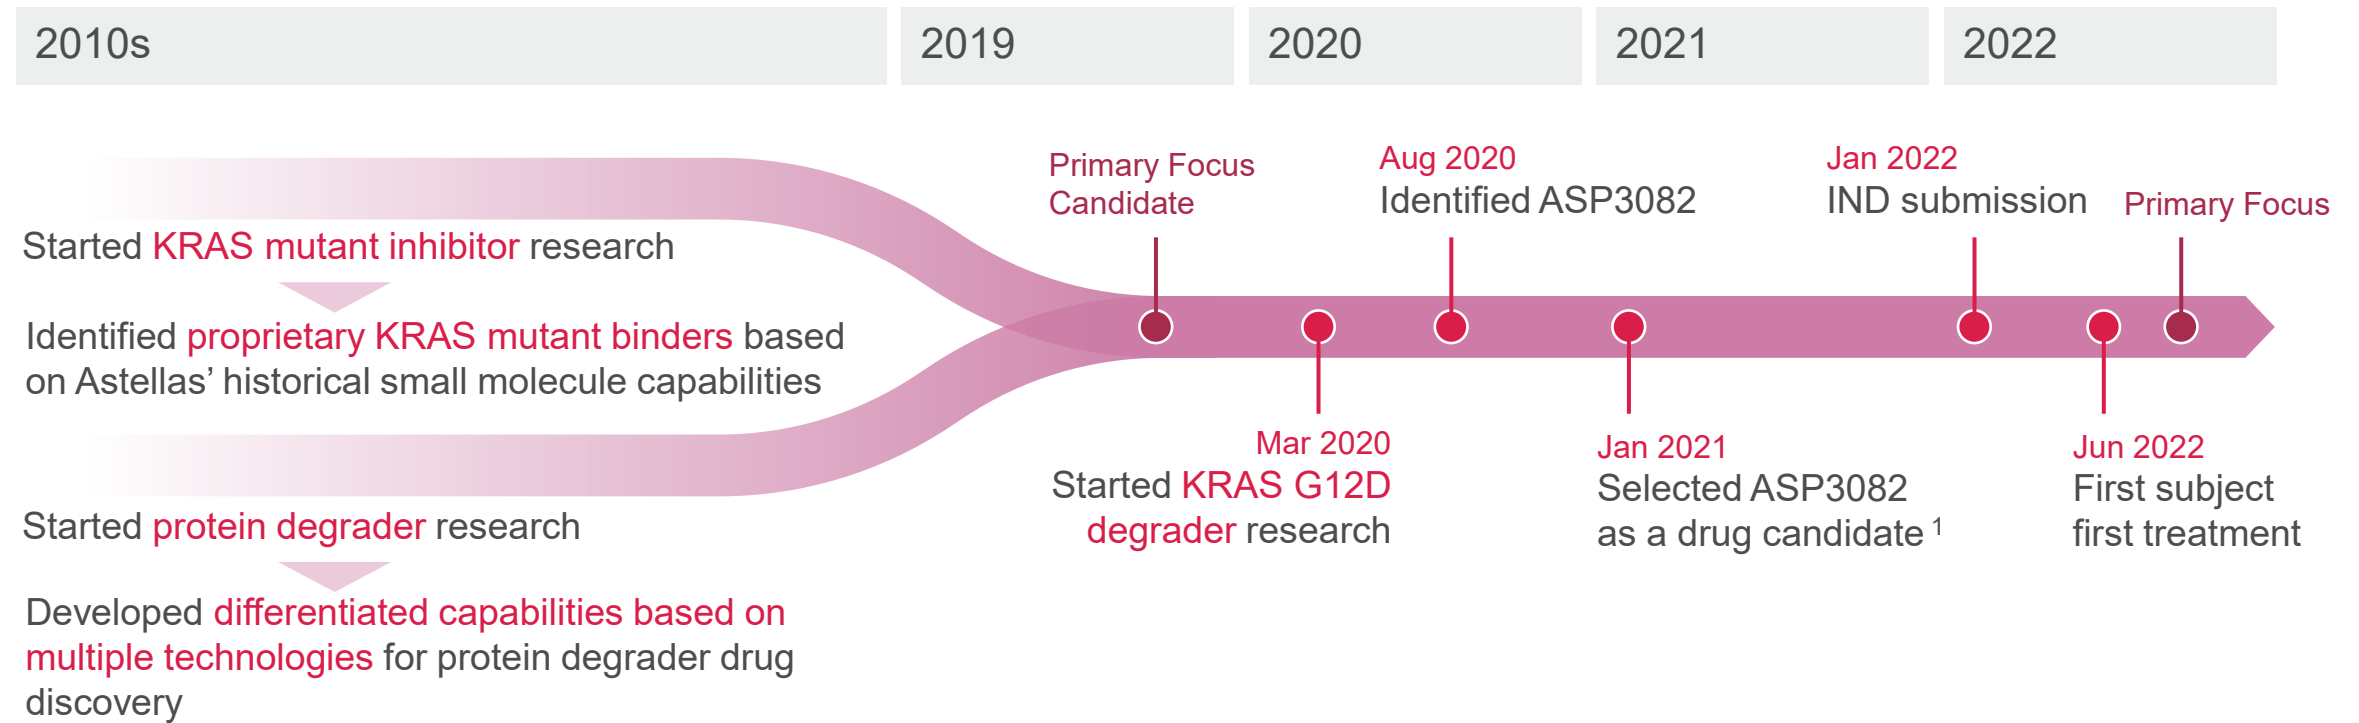 2010s
2019
2020
2021
2022
Started KRAS mutant inhibitor research
Identified proprietary KRAS mutant binders based
on Astellas’ historical small molecule capabilities
Started protein degrader research
Developed differentiated capabilities based on
multiple technologies for protein degrader drug
discovery
Primary Focus
Candidate
Mar 2020
Started KRAS G12D
degrader research
Aug 2020
Identified ASP3082
Jan 2021
Selected ASP3082
as a drug candidate 1
Jan 2022
IND submission
Jun 2022
First subject
first treatment
Primary Focus